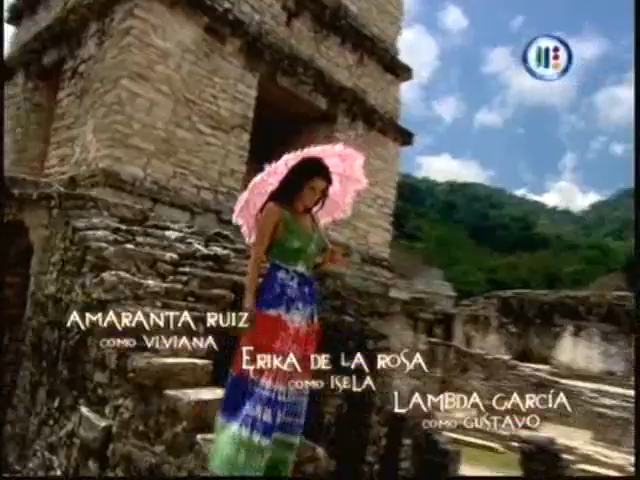 AMARANTA RUIZ
COMO VIVIANA
ERIKA DE LA ROSA
COMO ISELA
LAMBDA GARCÍA
COMO GUSTAVO